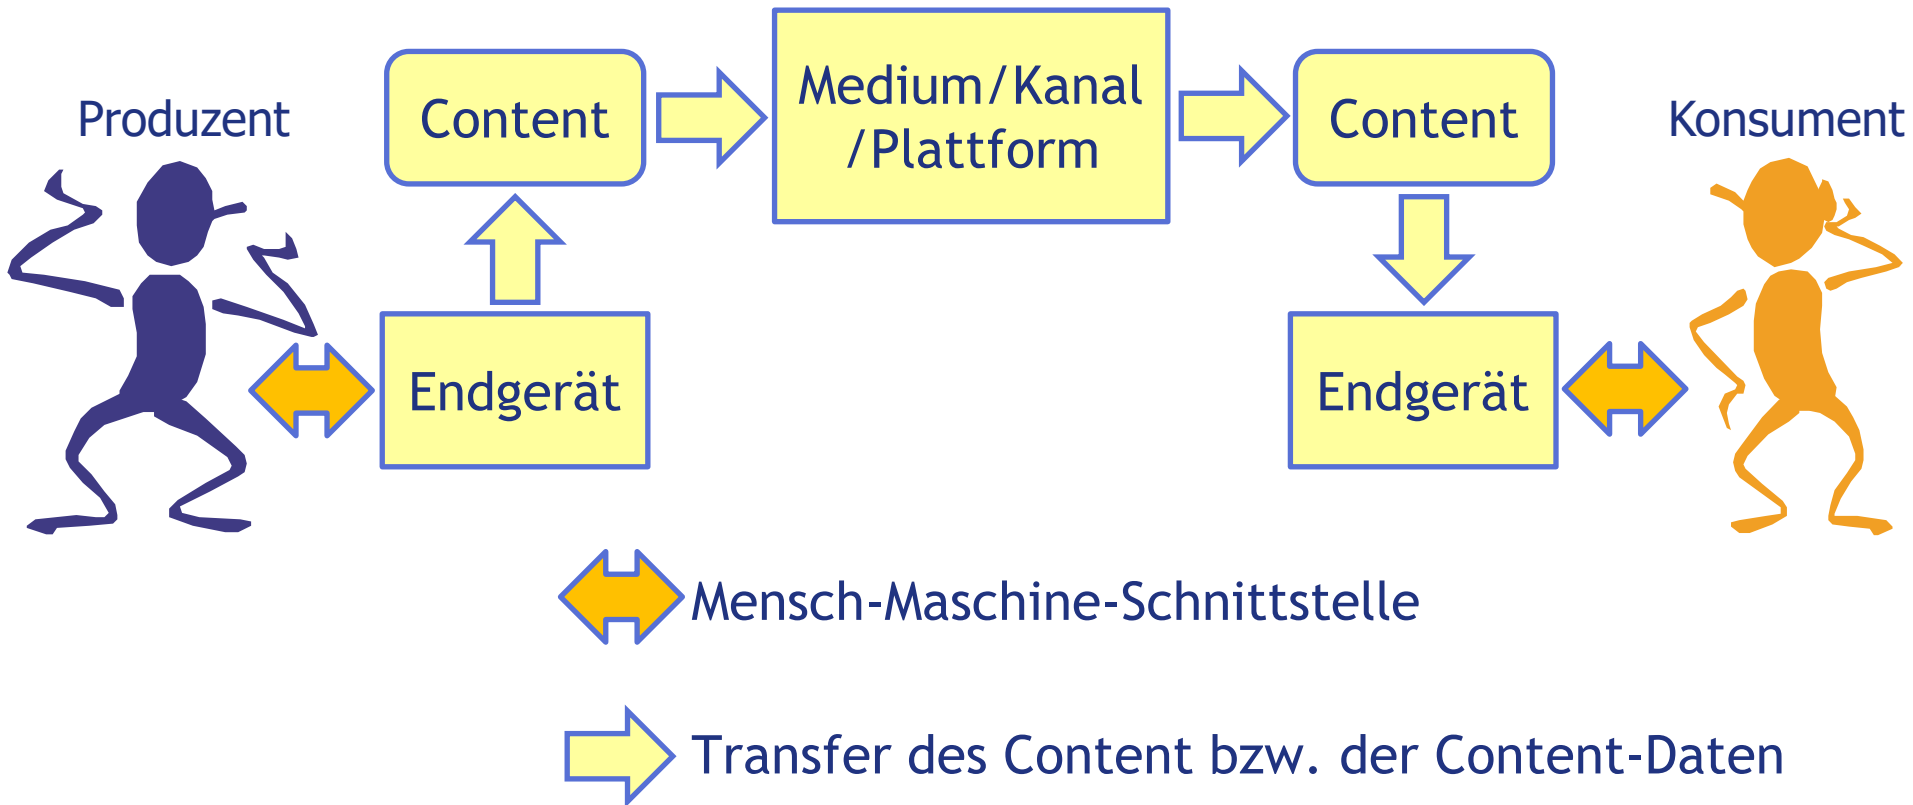 Produzent
Content
Medium/Kanal
/Plattform
Content
Konsument
Endgerät
Endgerät
Mensch-Maschine-Schnittstelle
Transfer des Content bzw. der Content-Daten